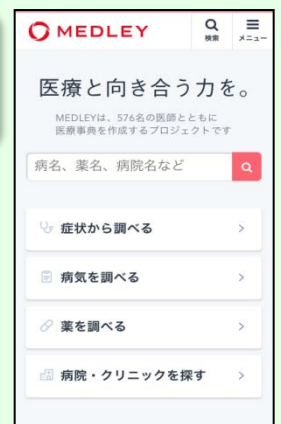 MEDLEY
検索
メニュー
医療と向き合う力を。
MEDLEYは、576名の医師とともに
医療事典を作成するプロジェクトです
病名、薬名、病院名など
症状から調べる
病気を調べる
薬を調べる
病院・クリニックを探す